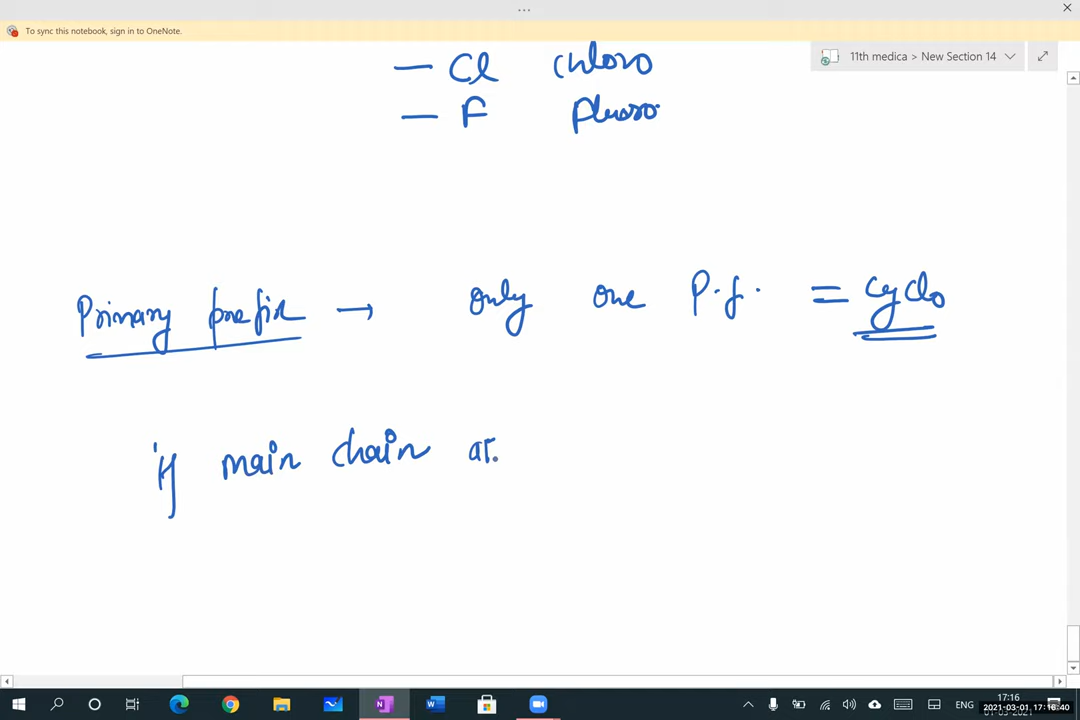 To sync this notebook, sign in to OneNote.
11th medica > New Section 14
— Cl chloro
— F fluoro
Primary prefix → only one P.f. = cyclo
if main chain at.
ENG
17:16
2021-03-01 17:16:40